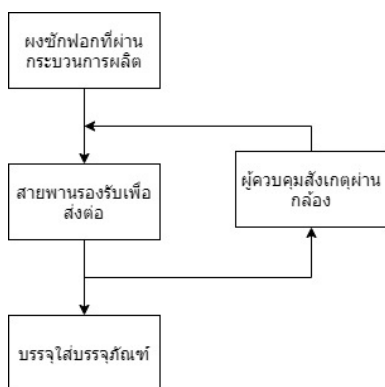 ผงซักฟอกที่ผ่าน
กระบวนการผลิต
สายพานรองรับเพื่อ
ส่งต่อ
ผู้ควบคุมสังเกตุผ่าน
กล้อง
บรรจุใส่บรรจุภัณฑ์